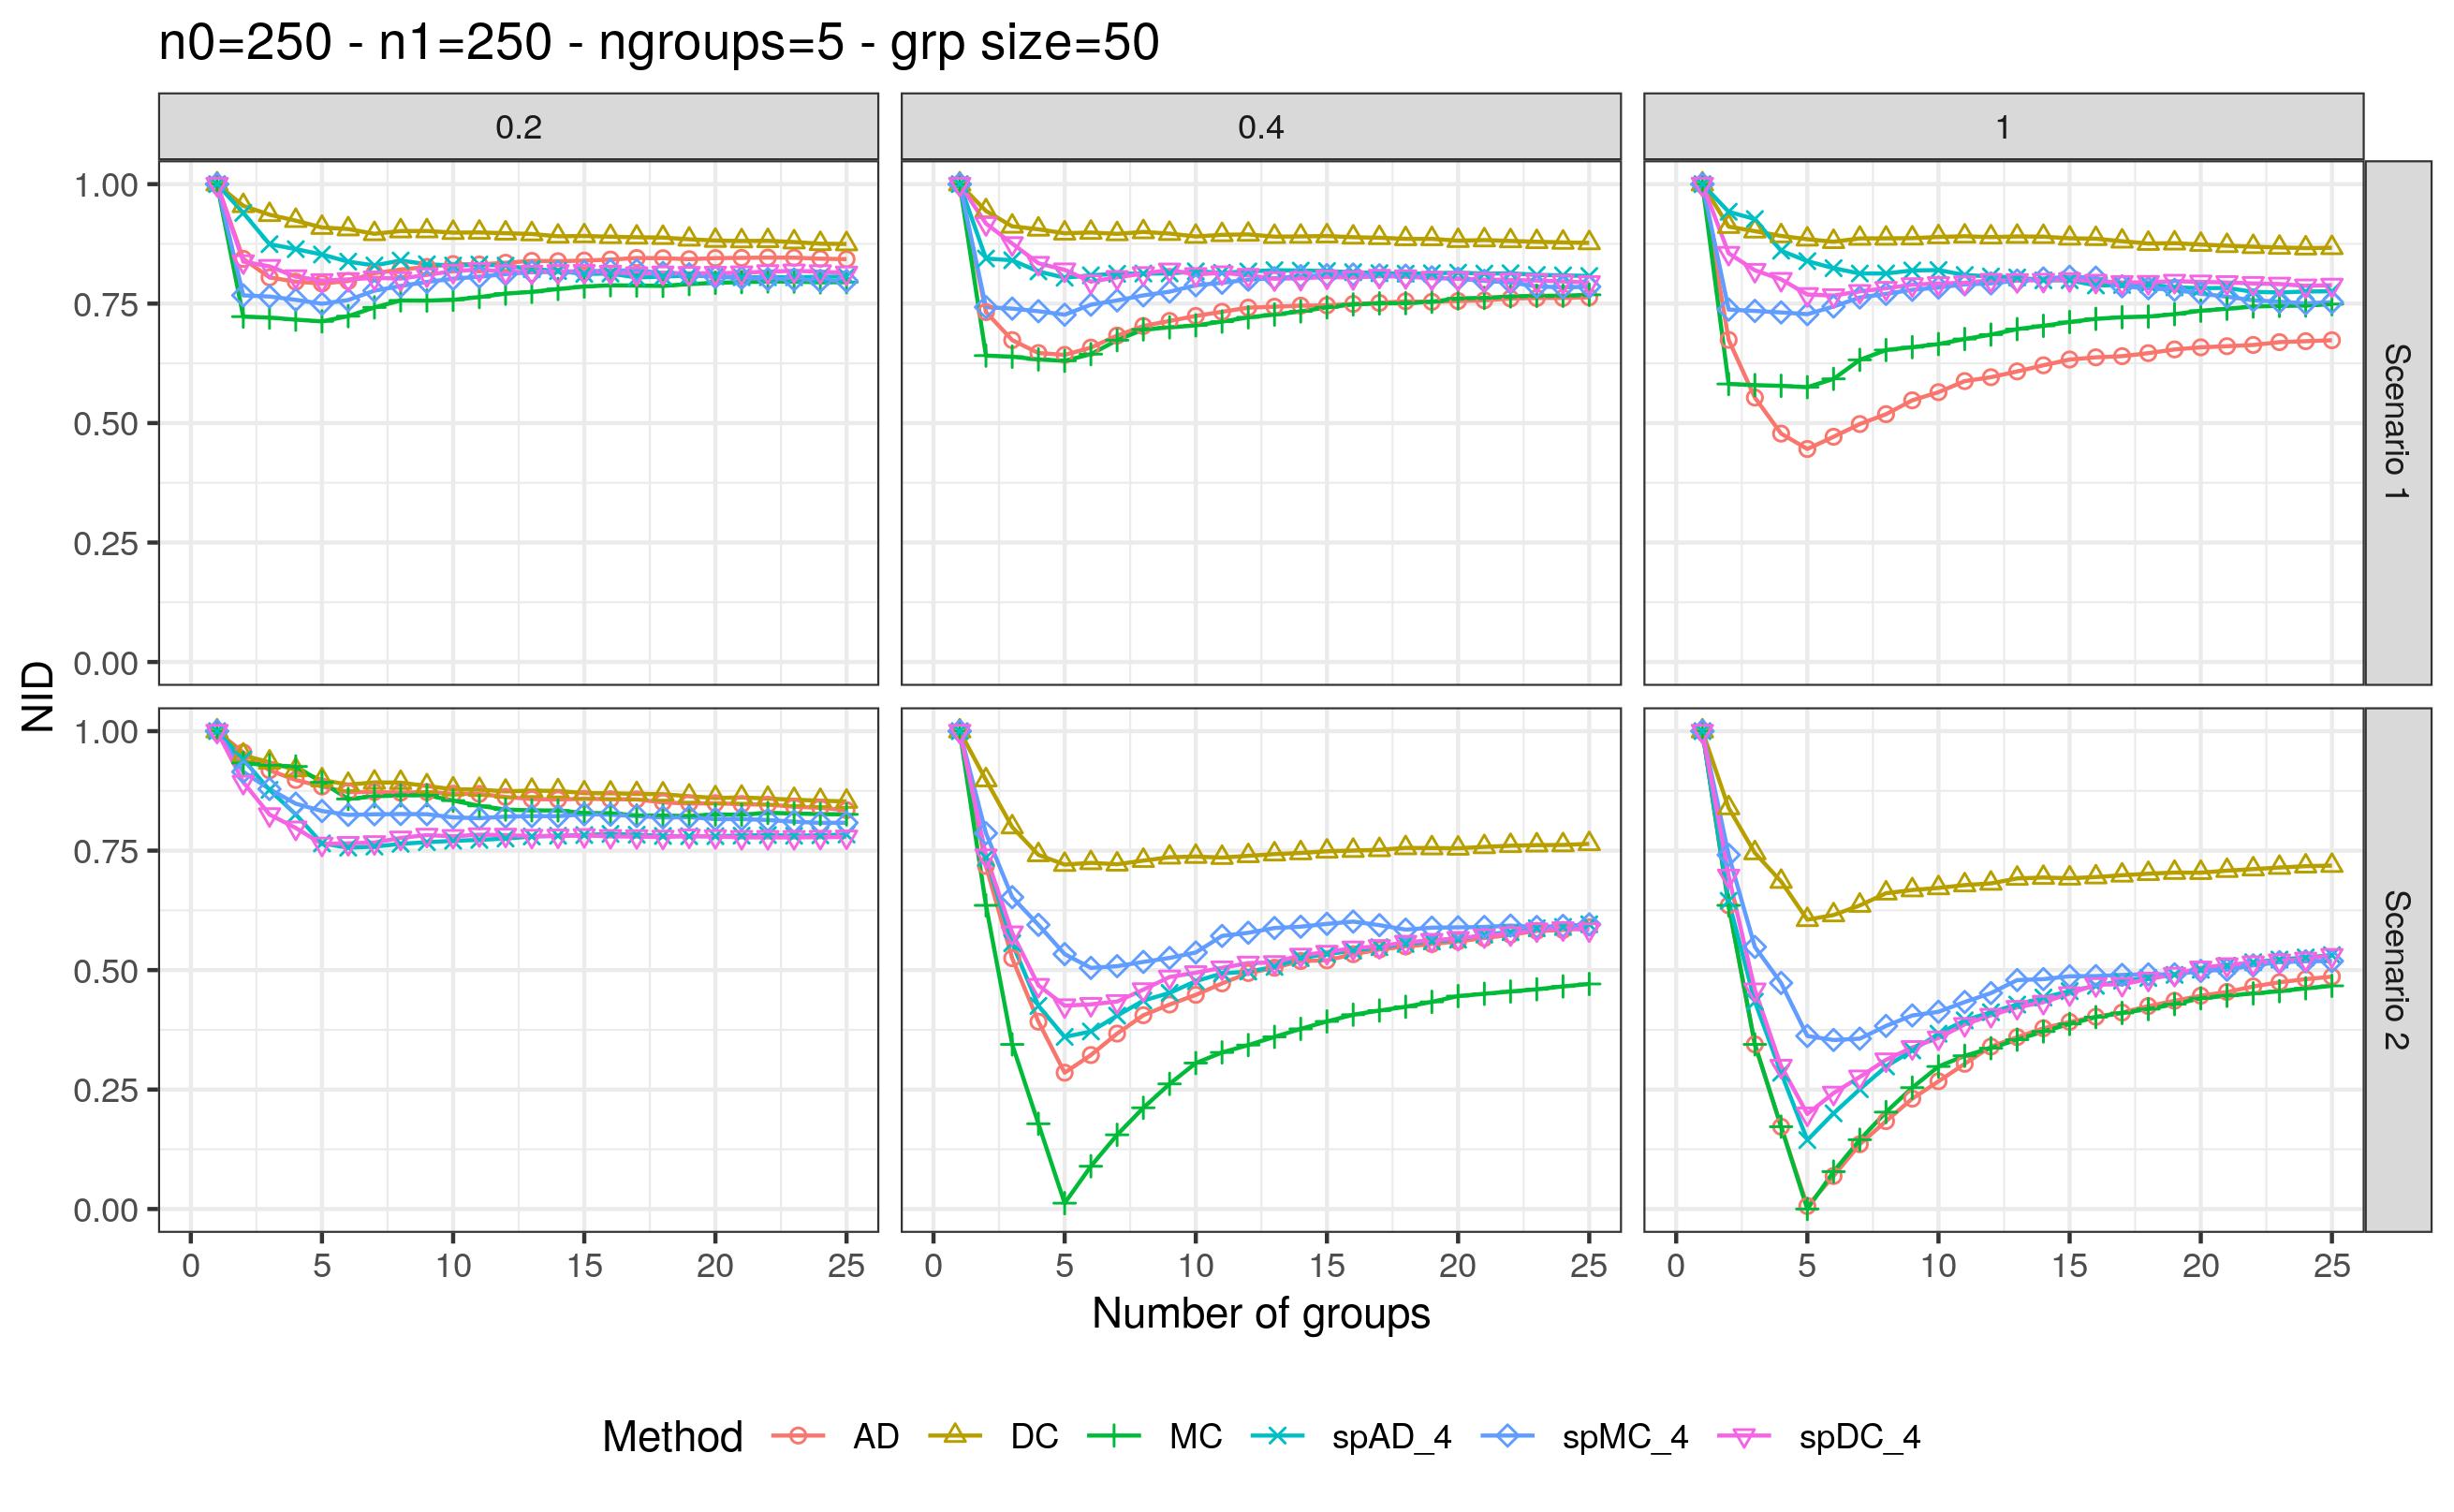 n0=250 - n1=250 - ngroups=5 - grp size=50
0.2 0.4 1
1.00
0.75
0.50
0.25
0.00
Scenario 1
NID
1.00
0.75
0.50
0.25
0.00
Scenario 2
0 5 10 15 20 25 0 5 10 15 20 25 0 5 10 15 20 25
Number of groups
Method AD DC MC spAD_4 spMC_4 spDC_4